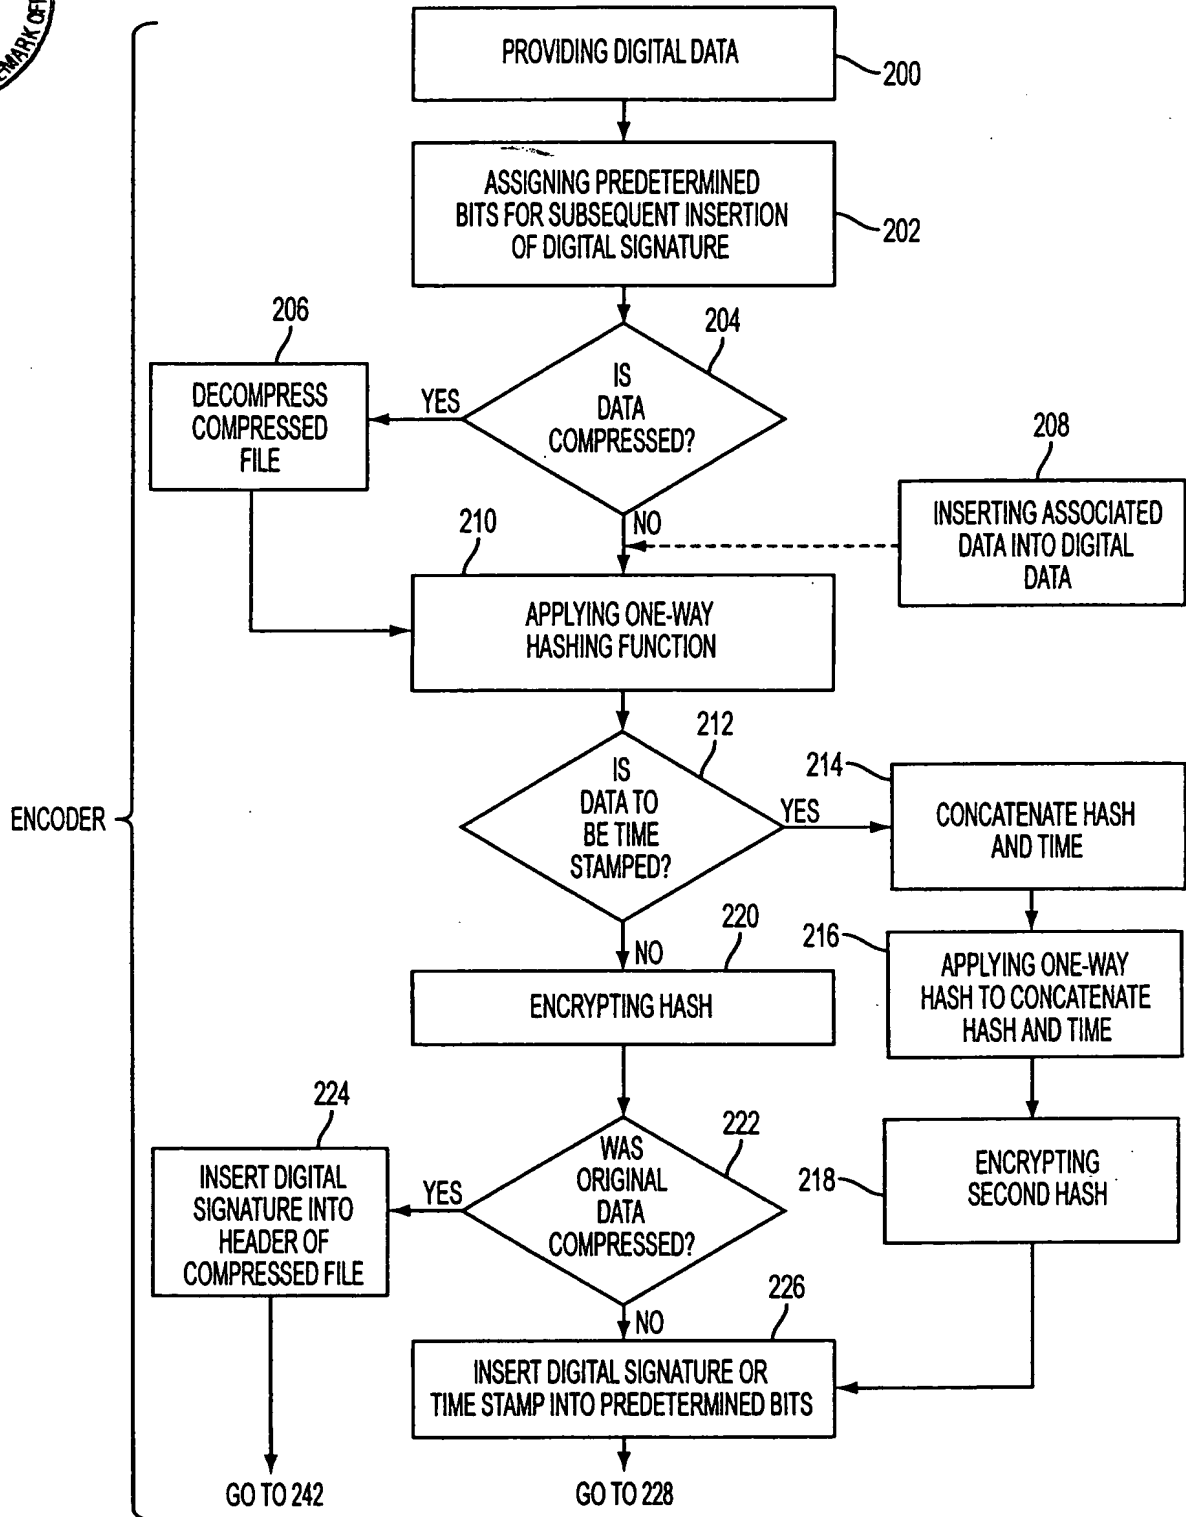 EMARK OF
PROVIDING DIGITAL DATA
200
ASSIGNING PREDETERMINED
BITS FOR SUBSEQUENT INSERTION
OF DIGITAL SIGNATURE
202
206
204
DECOMPRESS
COMPRESSED
FILE
YES
IS
DATA
COMPRESSED?
208
210
NO
INSERTING ASSOCIATED
DATA INTO DIGITAL
DATA
APPLYING ONE-WAY
HASHING FUNCTION
212
214
ENCODER
IS
DATA TO
BE TIME
STAMPED?
YES
CONCATENATE HASH
AND TIME
220
216
NO
ENCRYPTING HASH
APPLYING ONE-WAY
HASH TO CONCATENATE
HASH AND TIME
224
222
INSERT DIGITAL
SIGNATURE INTO
HEADER OF
COMPRESSED FILE
YES
WAS
ORIGINAL
DATA
COMPRESSED?
218
ENCRYPTING
SECOND HASH
226
NO
INSERT DIGITAL SIGNATURE OR
TIME STAMP INTO PREDETERMINED BITS
GO TO 242
GO TO 228